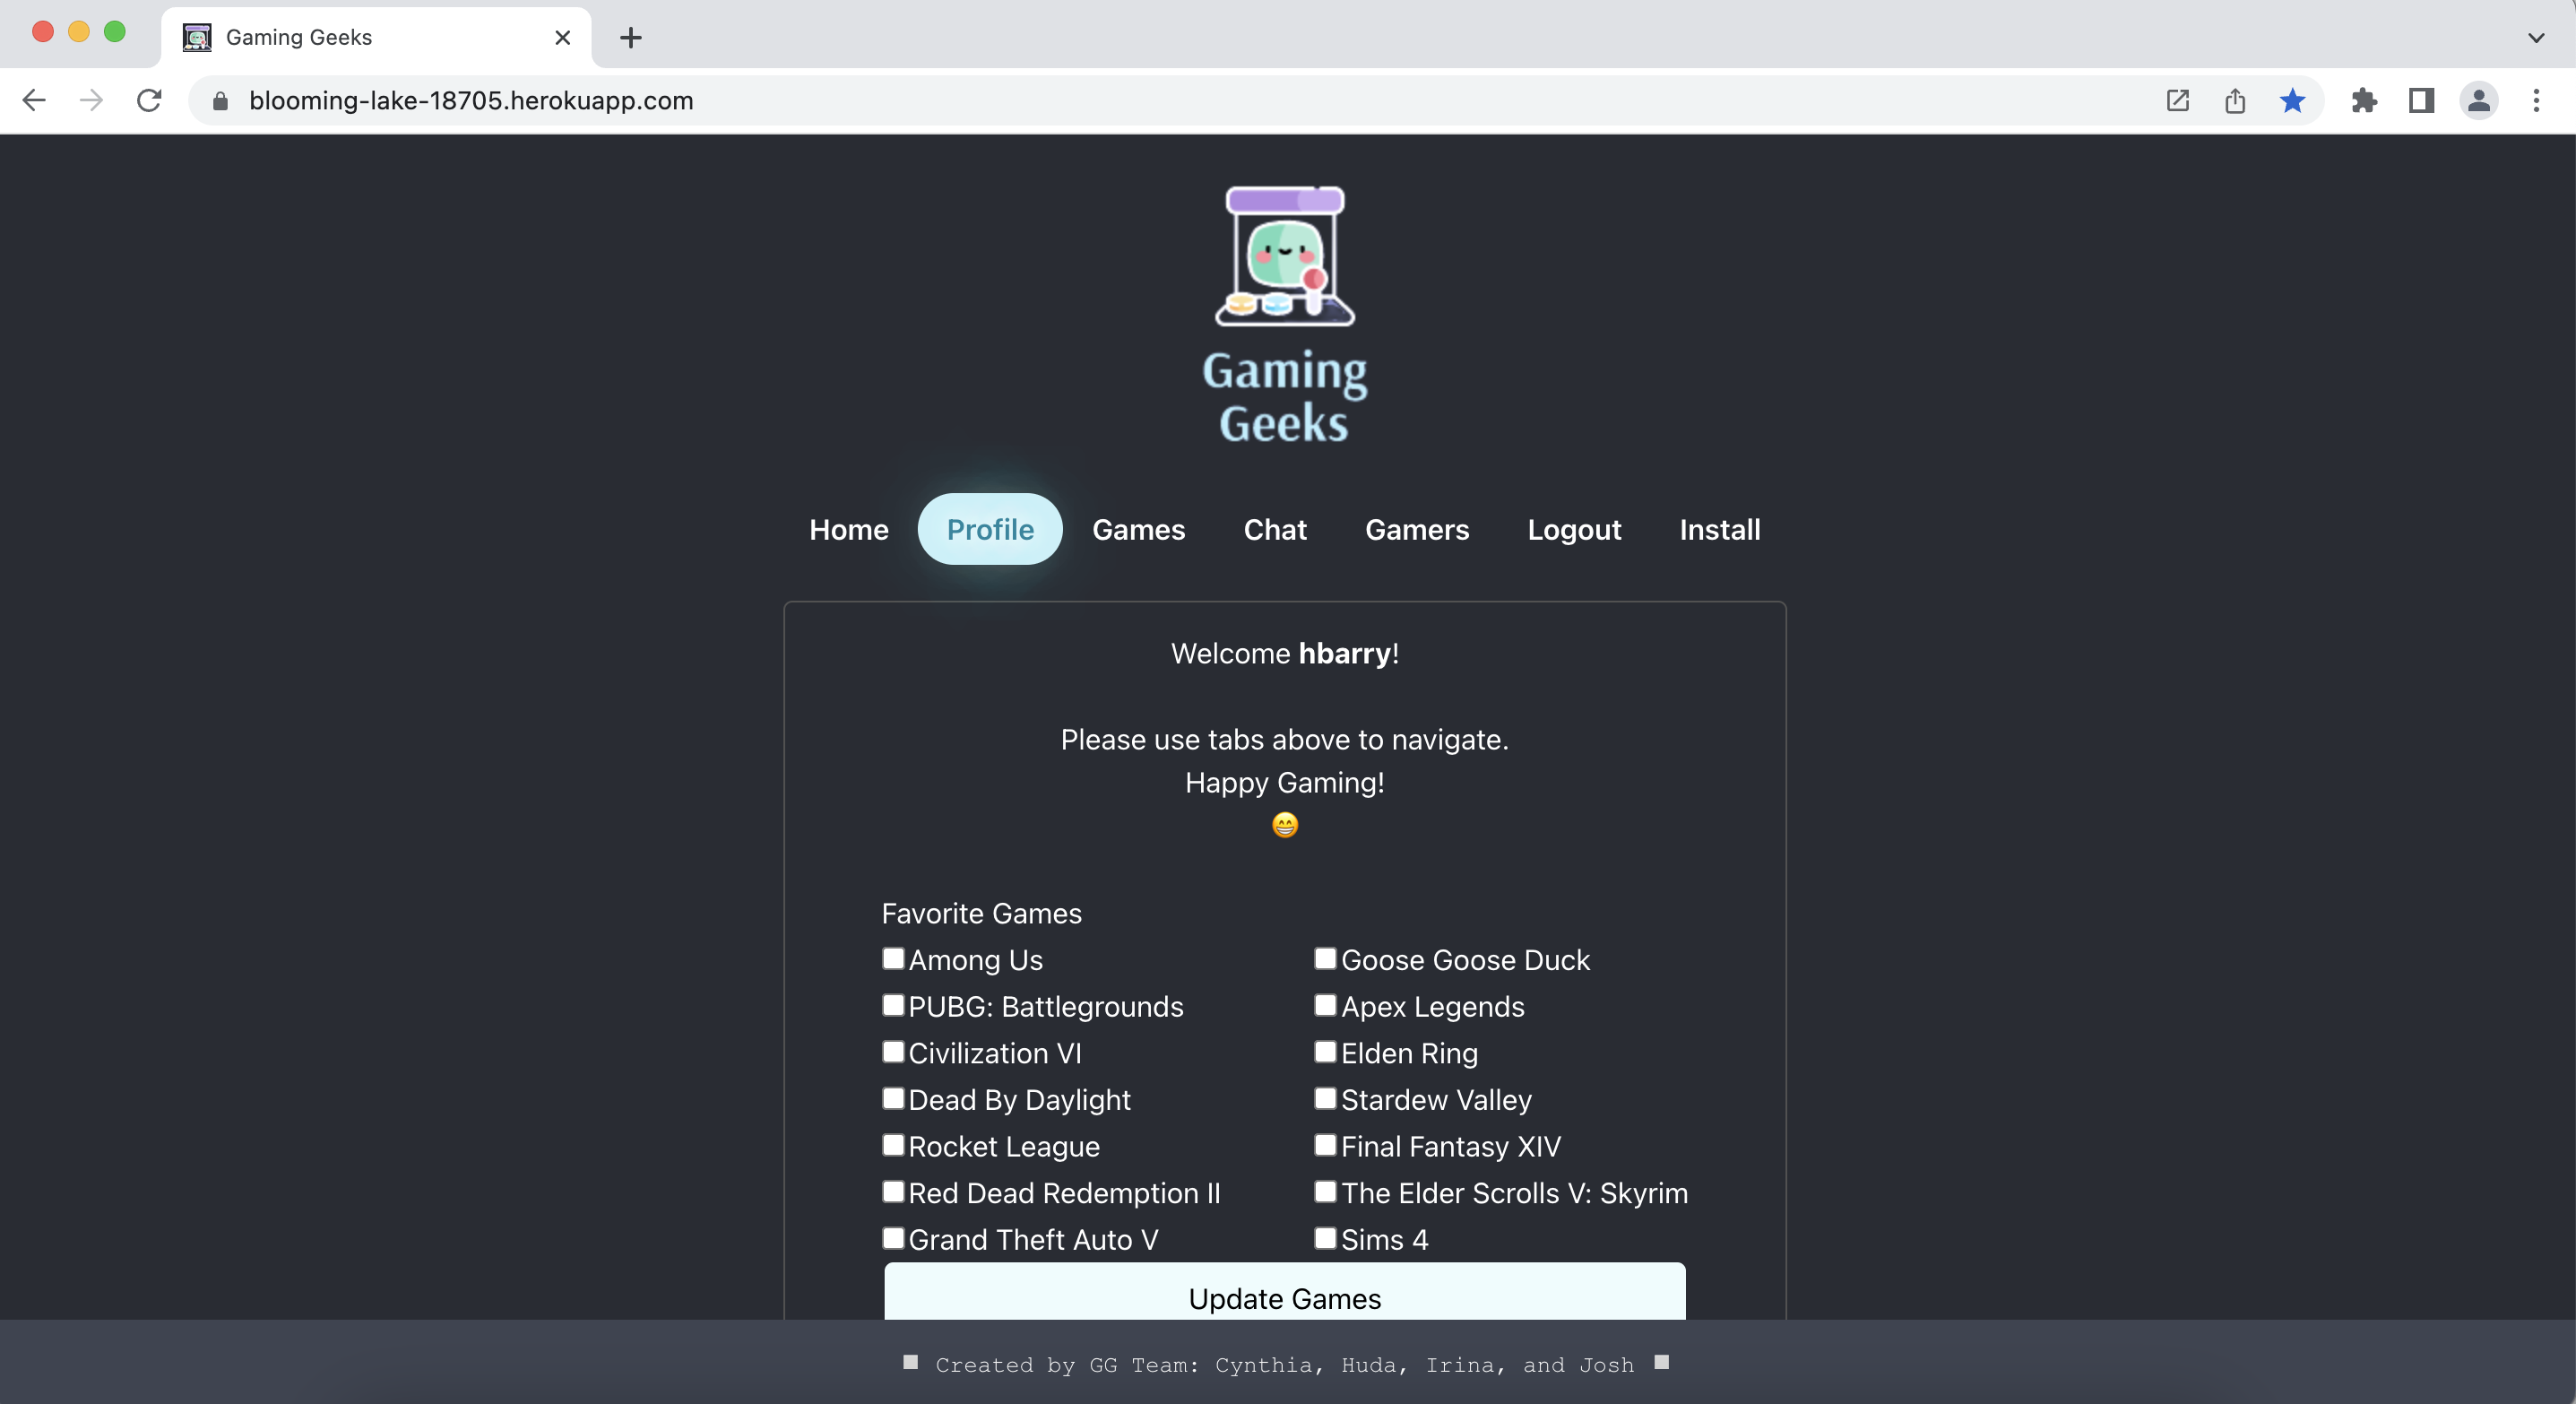 Gaming Geeks
blooming-lake-18705.herokuapp.com
Gaming
Geeks
Home Profile Games Chat Gamers Logout Install
Welcome hbarry!
Please use tabs above to navigate.
Happy Gaming!
😁
Favorite Games
Among Us Goose Goose Duck
PUBG: Battlegrounds Apex Legends
Civilization VI Elden Ring
Dead By Daylight Stardew Valley
Rocket League Final Fantasy XIV
Red Dead Redemption II The Elder Scrolls V: Skyrim
Grand Theft Auto V Sims 4
Update Games
Created by GG Team: Cynthia, Huda, Irina, and Josh